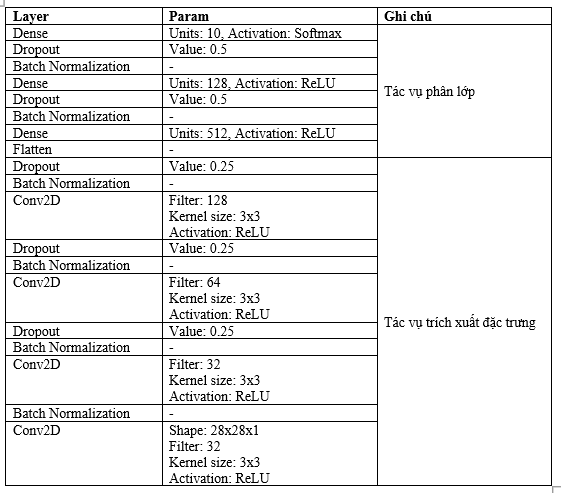 Layer Param Ghi chú
Dense Units: 10, Activation: Softmax
Dropout Value: 0.5
Batch Normalization -
Dense Units: 128, Activation: ReLU
Dropout Value: 0.5
Batch Normalization -
Dense Units: 512, Activation: ReLU
Flatten -
Tác vụ phân lớp
Dropout Value: 0.25
Batch Normalization -
Conv2D Filter: 128
Kernel size: 3x3
Activation: ReLU
Dropout Value: 0.25
Batch Normalization -
Conv2D Filter: 64
Kernel size: 3x3
Activation: ReLU
Dropout Value: 0.25
Batch Normalization -
Conv2D Filter: 32
Kernel size: 3x3
Activation: ReLU
Batch Normalization -
Conv2D Shape: 28x28x1
Filter: 32
Kernel size: 3x3
Activation: ReLU
Tác vụ trích xuất đặc trưng